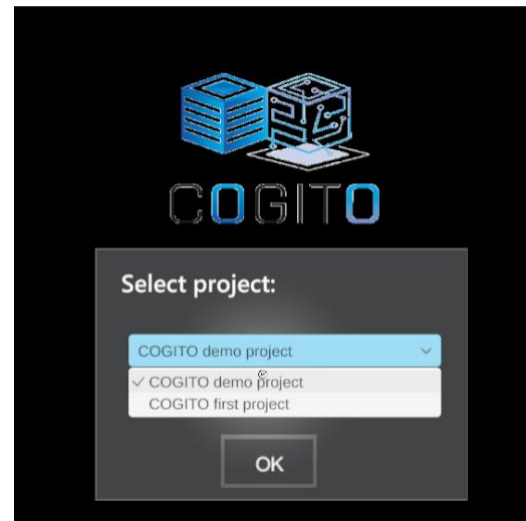 COGITO
Select project:
COGITO demo project
COGITO demo project
COGITO first project
OK